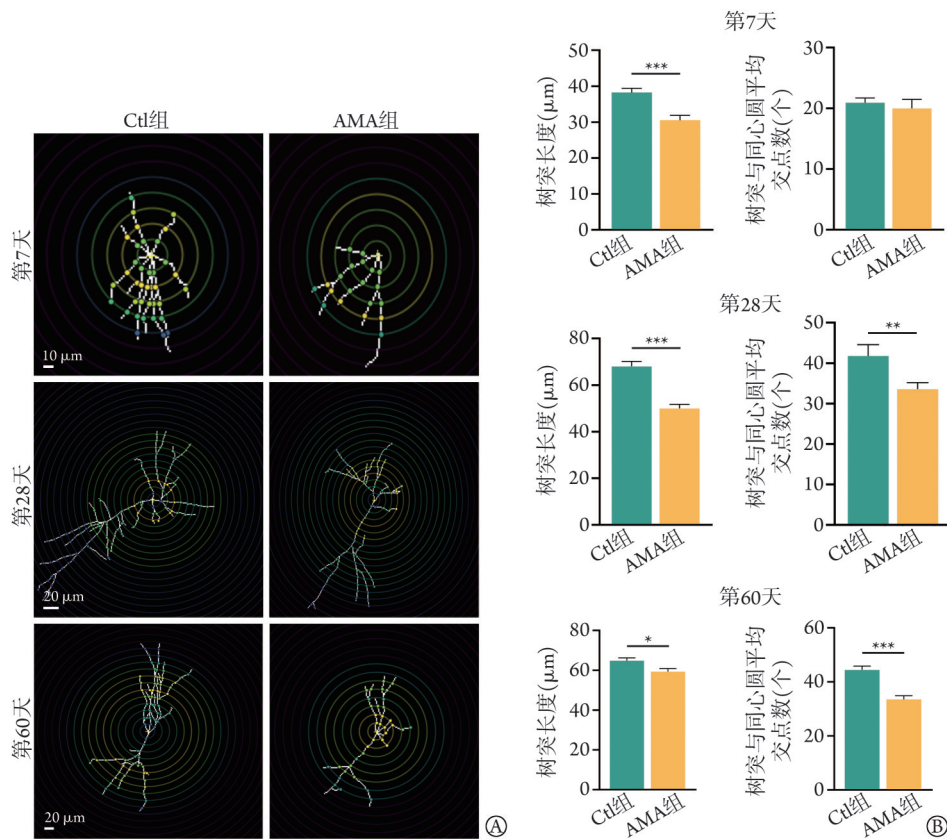 Ctl组
AMA组
第7天
10 μm
第28天
20 μm
第60天
20 μm
Ⓐ
第7天
树突长度(μm)
50
40
30
20
10
0
***
Ctl组
AMA组
树突与同心圆平均
交点数(个)
30
20
10
0
Ctl组
AMA组
第28天
树突长度(μm)
80
60
40
20
0
***
Ctl组
AMA组
树突与同心圆平均
交点数(个)
50
40
30
20
10
0
**
Ctl组
AMA组
第60天
树突长度(μm)
80
60
40
20
0
*
Ctl组
AMA组
树突与同心圆平均
交点数(个)
60
40
20
0
***
Ctl组
AMA组
Ⓑ